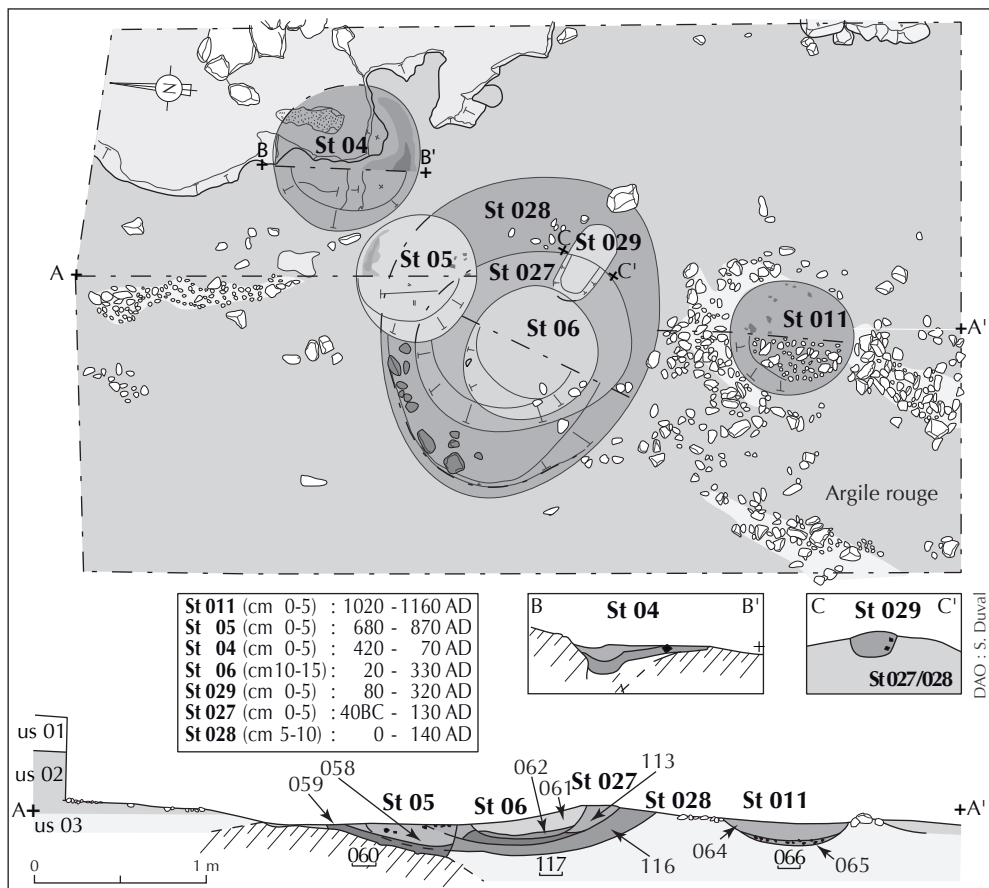 N
B
St 04
B'
St 028
C
St 029
St 05
St 027
C'
A
St 06
St 011
A'
Argile rouge
St 011 (cm 0-5) : 1020 - 1160 AD
St 05 (cm 0-5) : 680 - 870 AD
St 04 (cm 0-5) : 420 - 70 AD
St 06 (cm10-15) : 20 - 330 AD
St 029 (cm 0-5) : 80 - 320 AD
St 027 (cm 0-5) : 40BC - 130 AD
St 028 (cm 5-10) : 0 - 140 AD
B St 04 B'
C St 029 C'
St 027/028
DAO : S. Duval
us 01
us 02
A
us 03
059
058
St 05
St 06
062
061
St 027
113
St 028
St 011
A'
060
117
116
064
066
065
0 1 m